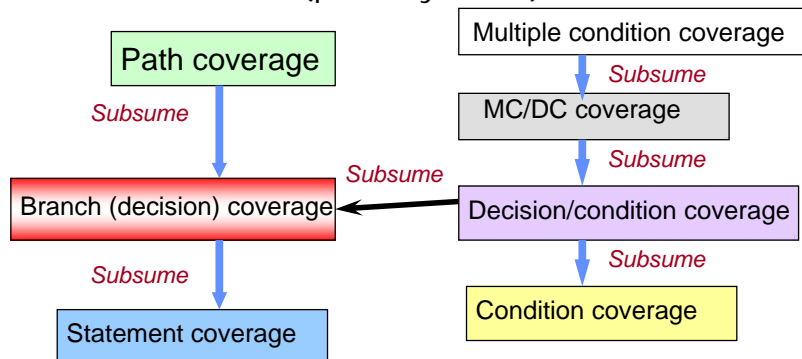 Path coverage
Multiple condition coverage
Subsume
Subsume
MC/DC coverage
Subsume
Subsume
Branch (decision) coverage
Decision/condition coverage
Subsume
Subsume
Statement coverage
Condition coverage